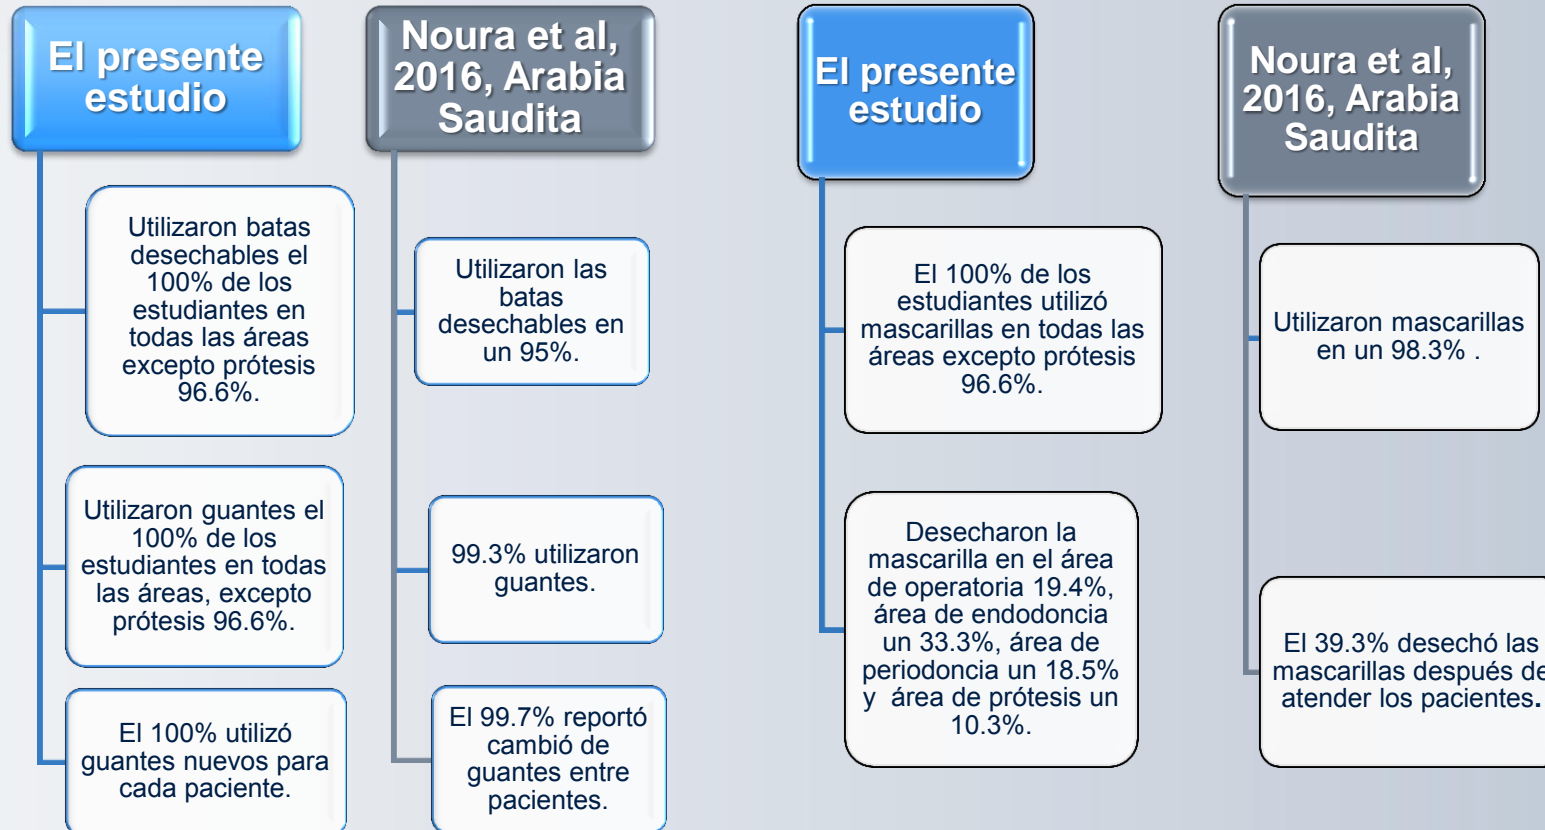 El presente
estudio
Utilizaron batas
desechables el
100% de los
estudiantes en
todas las áreas
excepto prótesis
96.6%.
Utilizaron guantes el
100% de los
estudiantes en todas
las áreas, excepto
prótesis 96.6%.
El 100% utilizó
guantes nuevos para
cada paciente.
Noura et al,
2016, Arabia
Saudita
Utilizaron las
batas
desechables en
un 95%.
99.3% utilizaron
guantes.
El 99.7% reportó
cambió de
guantes entre
pacientes.
El presente
estudio
El 100% de los
estudiantes utilizó
mascarillas en todas las
áreas excepto prótesis
96.6%.
Desecharon la
mascarilla en el área
de operatoria 19.4%,
área de endodoncia
un 33.3%, área de
periodoncia un 18.5%
y área de prótesis un
10.3%.
Noura et al,
2016, Arabia
Saudita
Utilizaron mascarillas
en un 98.3% .
El 39.3% desechó las
mascarillas después de
atender los pacientes.